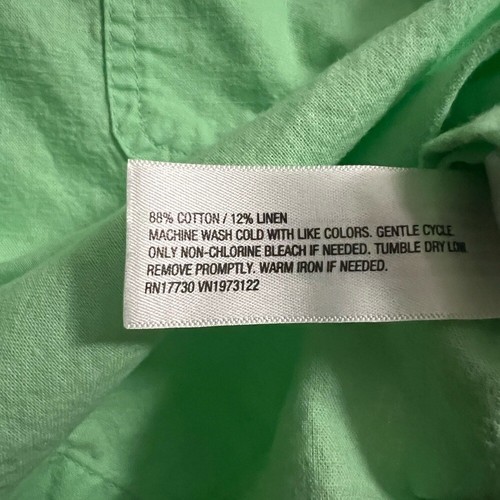 88% COTTON / 12% LINEN
MACHINE WASH COLD WITH LIKE COLORS. GENTLE CYCLE.
ONLY NON-CHLORINE BLEACH IF NEEDED. TUMBLE DRY LOW.
REMOVE PROMPTLY. WARM IRON IF NEEDED.
RN17730 VN1973122